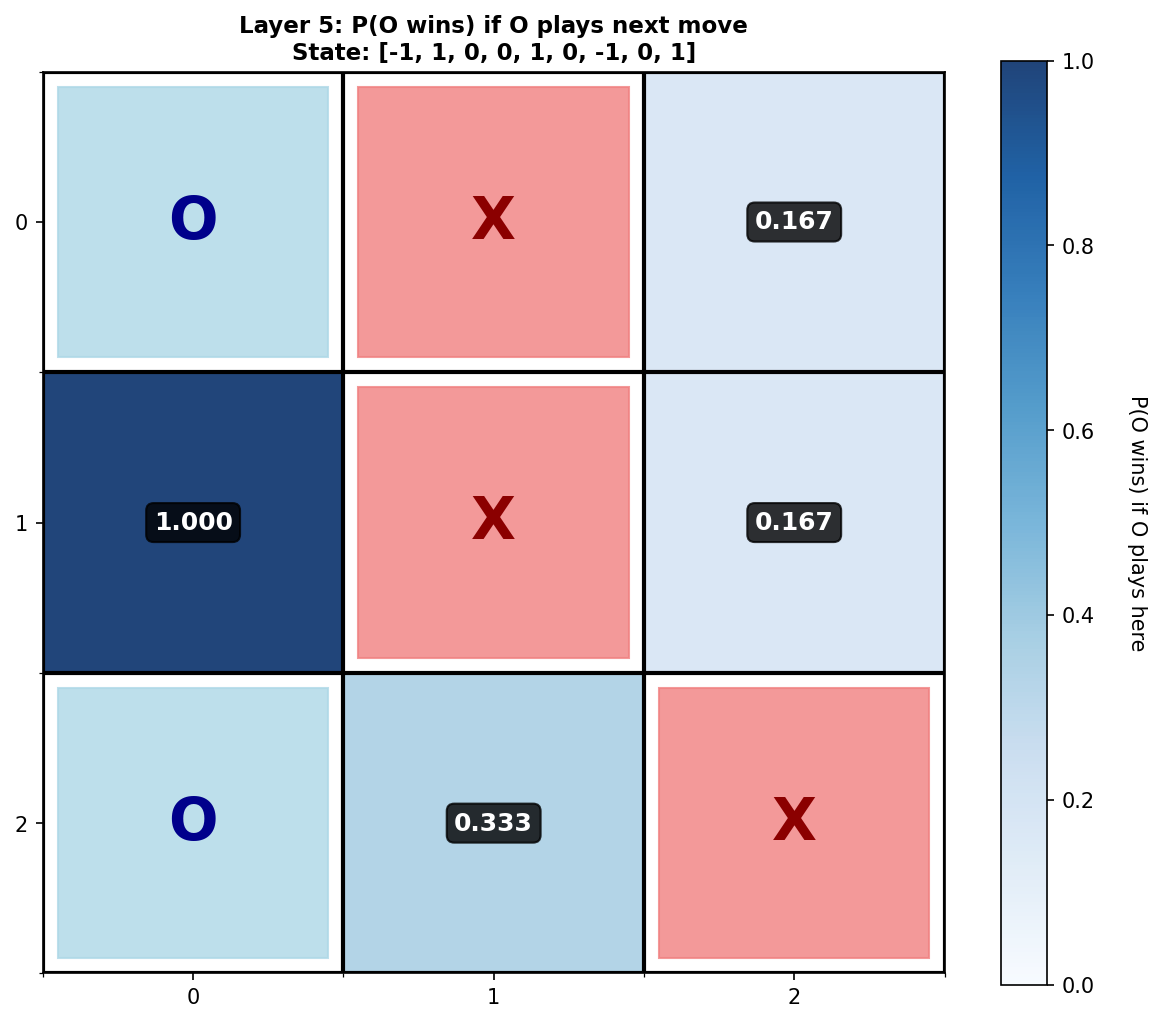 Layer 5: P(O wins) if O plays next move
State: [-1, 1, 0, 0, 1, 0, -1, 0, 1]
0
O
X
0.167
1
1.000
X
0.167
2
O
0.333
X
0
1
2
1.0
0.8
0.6
0.4
0.2
0.0
P(O wins) if O plays here